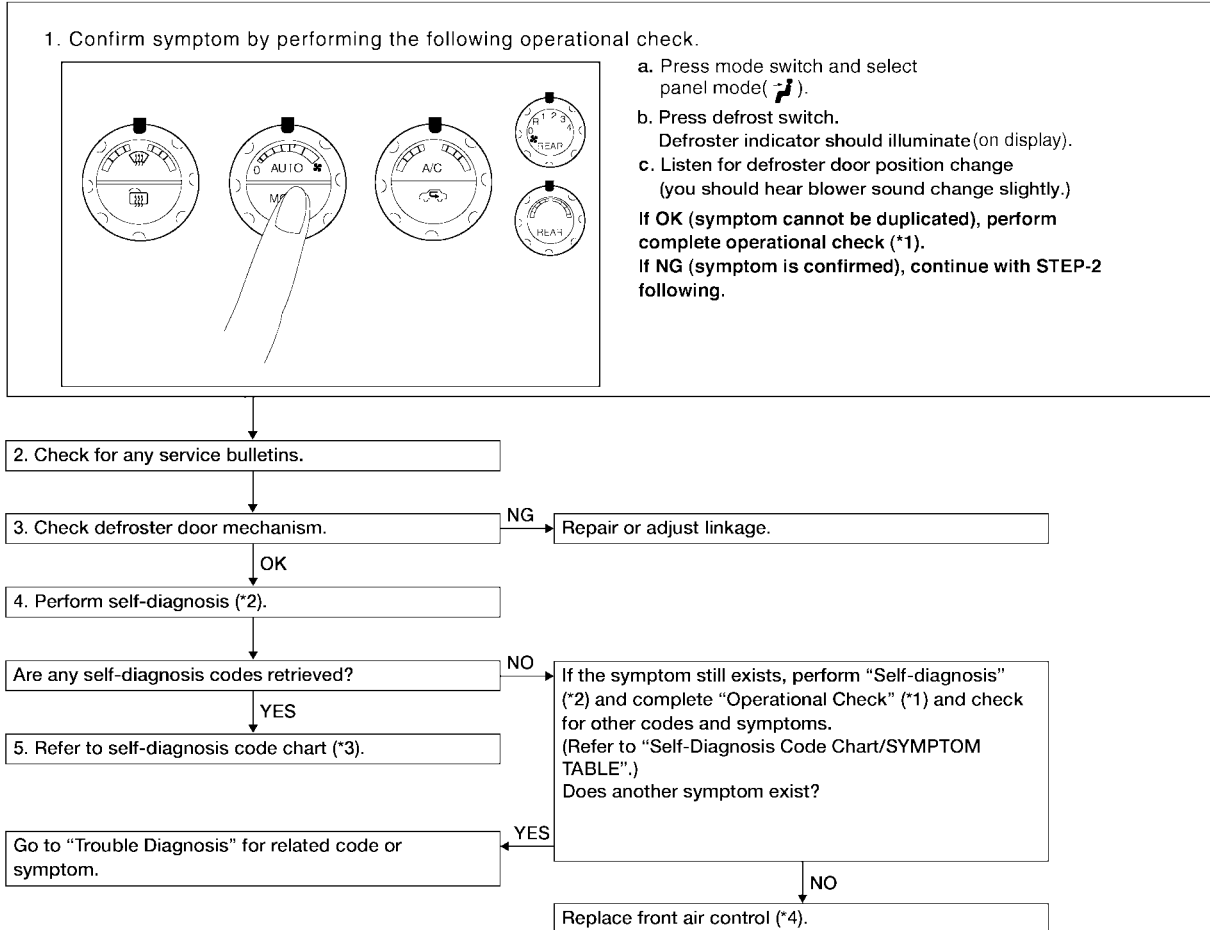 1. Confirm symptom by performing the following operational check.
0
AUTO
A/C
R
0
1
2
3
4
REAR
REAR
a. Press mode switch and select
panel mode( ).
b. Press defrost switch.
Defroster indicator should illuminate (on display).
c. Listen for defroster door position change
(you should hear blower sound change slightly.)
If OK (symptom cannot be duplicated), perform
complete operational check (*1).
If NG (symptom is confirmed), continue with STEP-2
following.
2. Check for any service bulletins.
3. Check defroster door mechanism.
NG
Repair or adjust linkage.
OK
4. Perform self-diagnosis (*2).
Are any self-diagnosis codes retrieved?
NO
If the symptom still exists, perform “Self-diagnosis”
(*2) and complete “Operational Check” (*1) and check
for other codes and symptoms.
(Refer to “Self-Diagnosis Code Chart/SYMPTOM
TABLE”.)
Does another symptom exist?
YES
5. Refer to self-diagnosis code chart (*3).
YES
Go to “Trouble Diagnosis” for related code or
symptom.
NO
Replace front air control (*4).